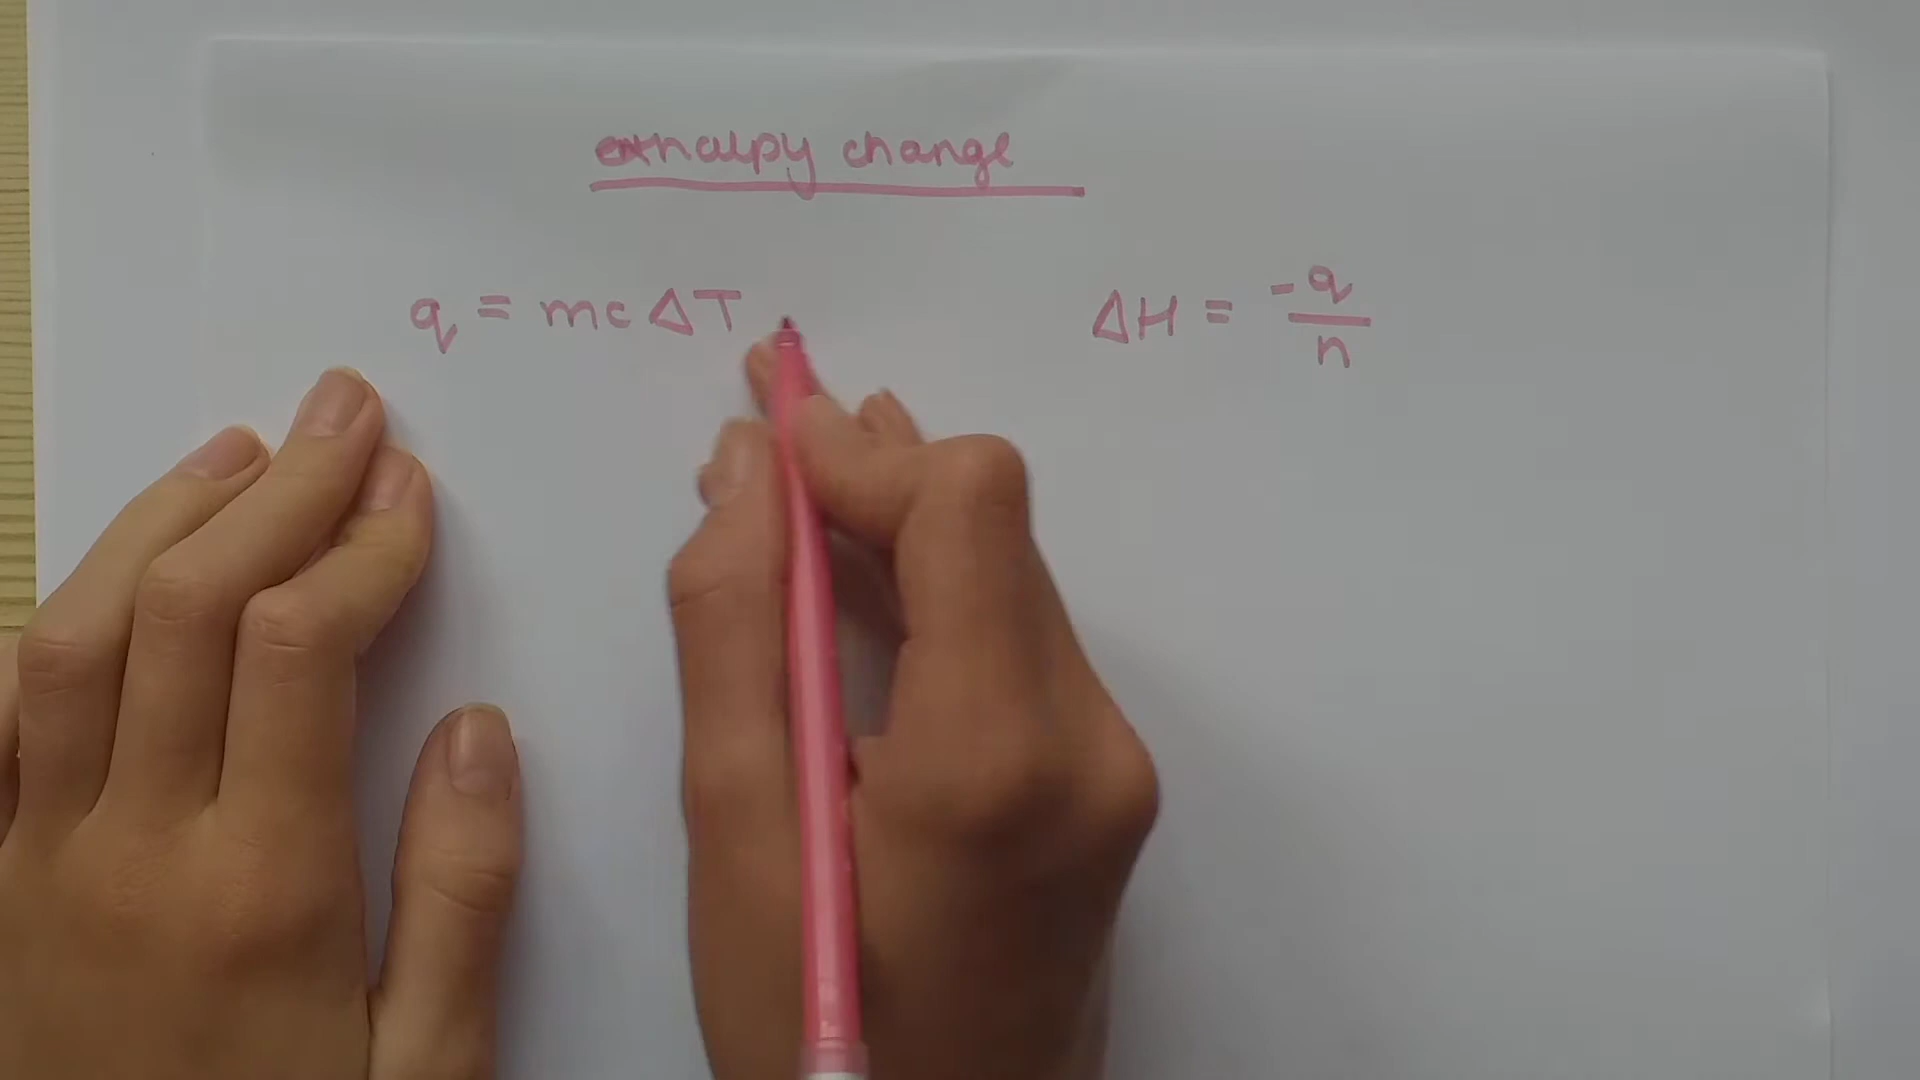 enthalpy change
q = mcΔT
ΔH = -q/n